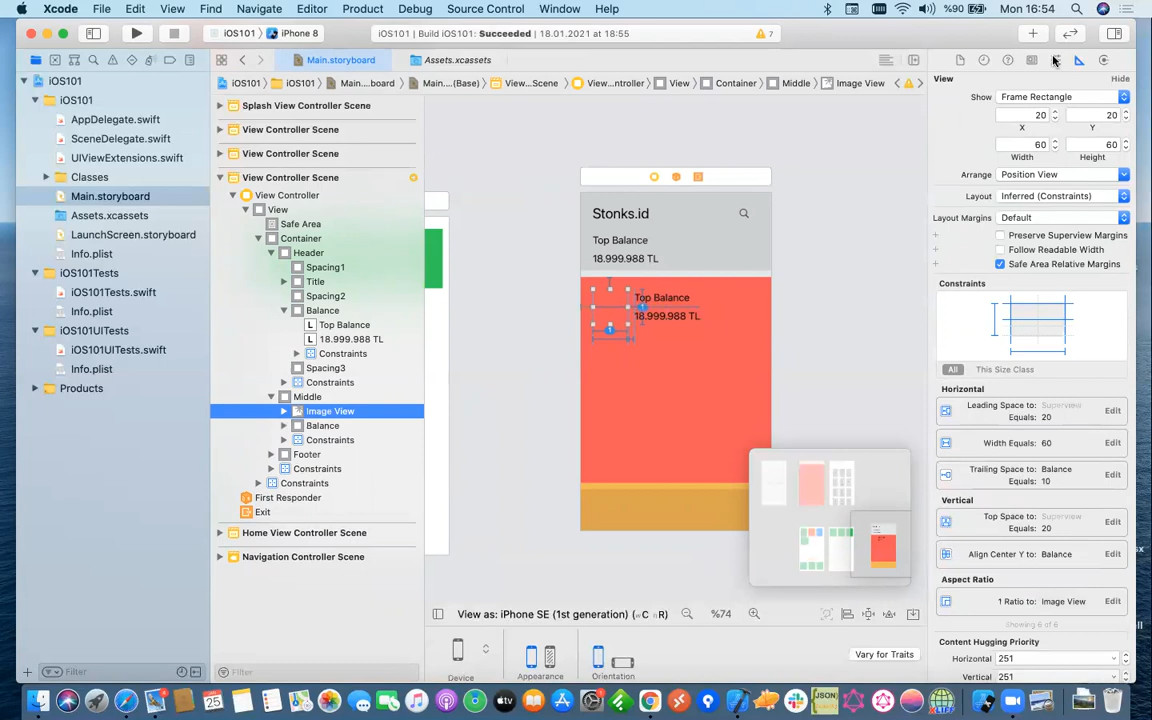 Xcode File Edit View Find Navigate Editor Product Debug Source Control Window Help %90 Mon 16:54
iOS101 iPhone 8 iOS101 | Build iOS101: Succeeded | 18.01.2021 at 18:55 7
Main.storyboard Assets.xcassets
iOS101 iOS101 Main....board Main....(Base) View...Scene View...ntroller View Container Middle Image View
iOS101
iOS101
AppDelegate.swift
SceneDelegate.swift
UIViewExtensions.swift
Classes
Main.storyboard
Assets.xcassets
LaunchScreen.storyboard
Info.plist
iOS101Tests
iOS101Tests.swift
Info.plist
iOS101UITests
iOS101UITests.swift
Info.plist
Products
Filter
Splash View Controller Scene
View Controller Scene
View Controller Scene
View Controller Scene
View Controller
View
Safe Area
Container
Header
Spacing1
Title
Spacing2
Balance
L Top Balance
L 18.999.988 TL
Constraints
Spacing3
Constraints
Middle
Image View
Balance
Constraints
Footer
Constraints
Constraints
First Responder
Exit
Home View Controller Scene
Navigation Controller Scene
Filter
Stonks.id
Top Balance
18.999.988 TL
Top Balance
18.999.988 TL
View as: iPhone SE (1st generation) (wC hR) %74
Device Appearance Orientation
Vary for Traits
View Hide
Show Frame Rectangle
20 20
X Y
60 60
Width Height
Arrange Position View
Layout Inferred (Constraints)
Layout Margins Default
Preserve Superview Margins
Follow Readable Width
Safe Area Relative Margins
Constraints
All This Size Class
Horizontal
Leading Space to: Superview
Equals: 20 Edit
Width Equals: 60 Edit
Trailing Space to: Balance
Equals: 10 Edit
Vertical
Top Space to: Superview
Equals: 20 Edit
Align Center Y to: Balance Edit
Aspect Ratio
1 Ratio to: Image View Edit
Showing 6 of 6
Content Hugging Priority
Horizontal 251
Vertical 251